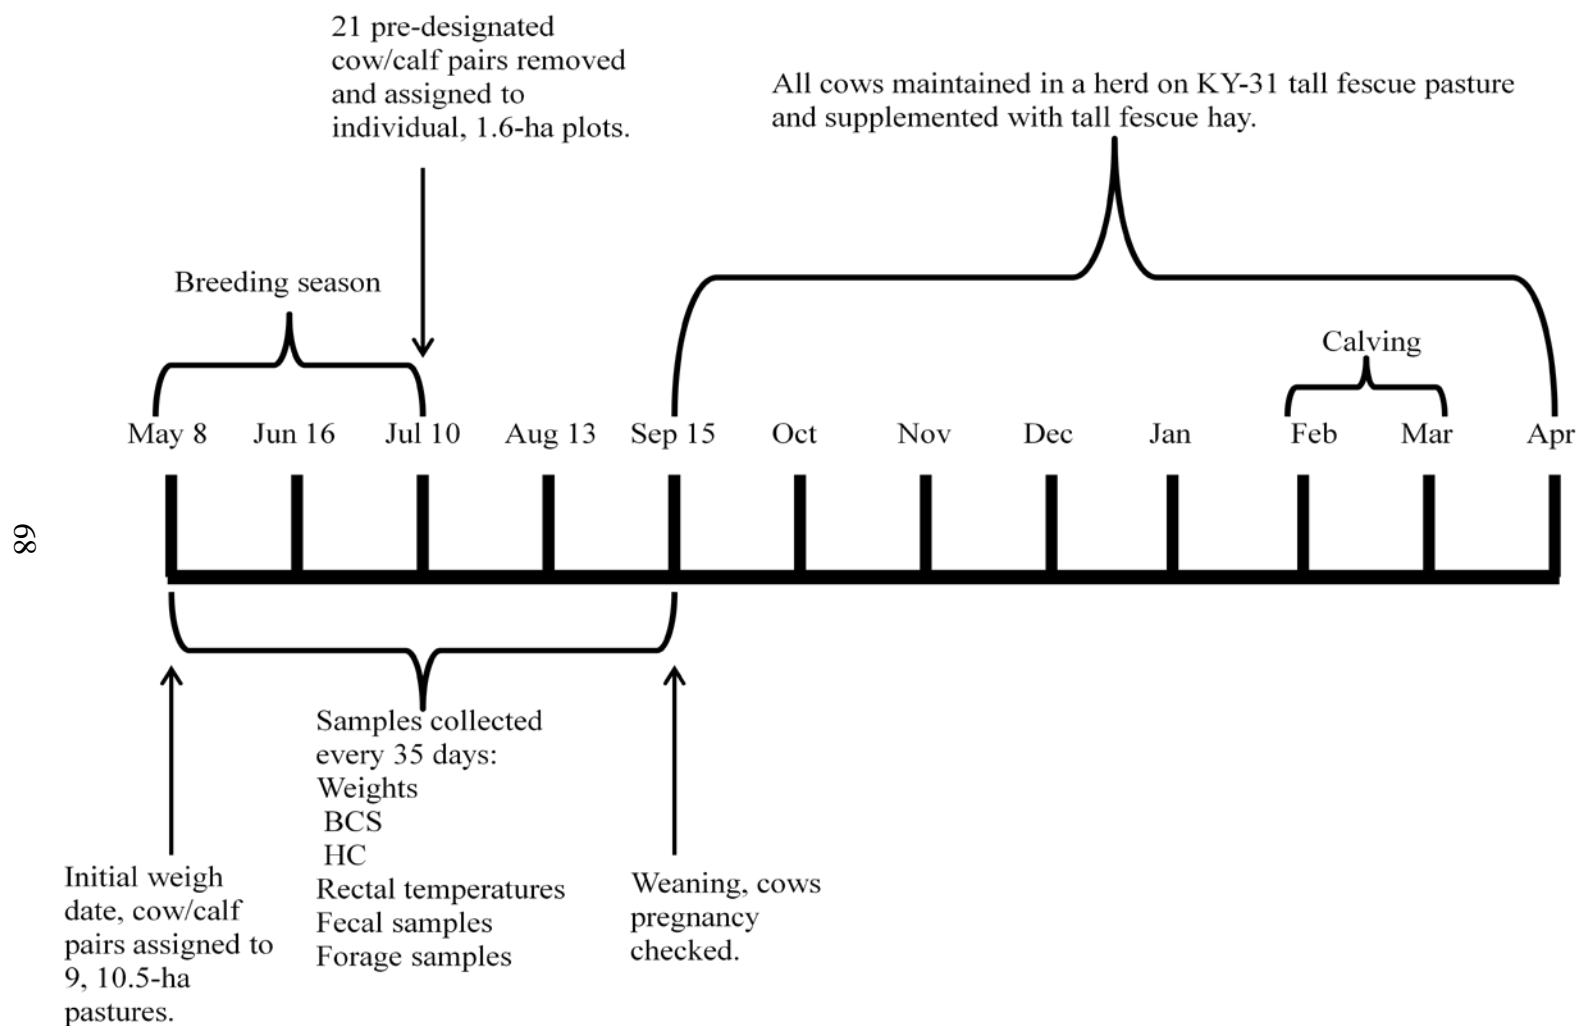 21 pre-designated
cow/calf pairs removed
and assigned to
individual, 1.6-ha plots.
All cows maintained in a herd on KY-31 tall fescue pasture
and supplemented with tall fescue hay.
Breeding season
Calving
May 8 Jun 16 Jul 10 Aug 13 Sep 15 Oct Nov Dec Jan Feb Mar Apr
68
Samples collected
every 35 days:
Weights
BCS
HC
Rectal temperatures
Fecal samples
Forage samples
Initial weigh
date, cow/calf
pairs assigned to
9, 10.5-ha
pastures.
Weaning, cows
pregnancy
checked.